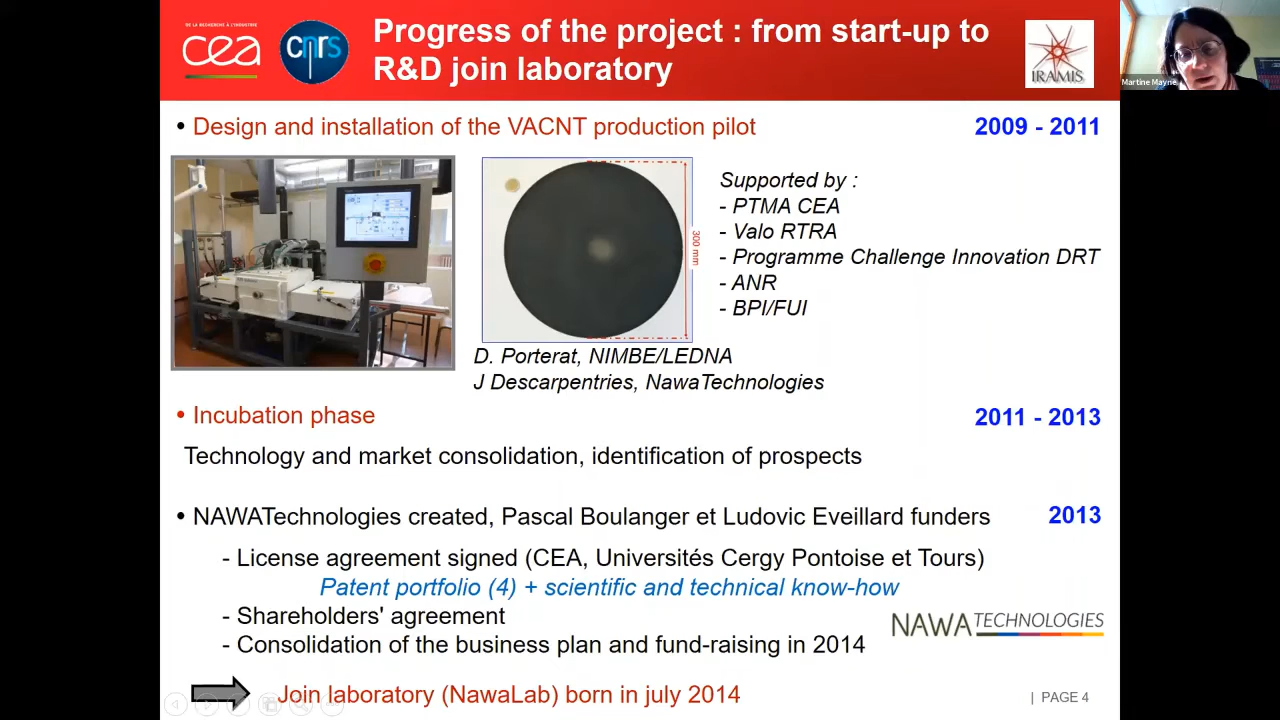 DE LA RECHERCHE À L'INDUSTRIE
cea
cnrs
Progress of the project : from start-up to
R&D join laboratory
IRAMIS
Martine Mayne
• Design and installation of the VACNT production pilot
2009 - 2011
300 mm
Supported by :
- PTMA CEA
- Valo RTRA
- Programme Challenge Innovation DRT
- ANR
- BPI/FUI
D. Porterat, NIMBE/LEDNA
J Descarpentries, NawaTechnologies
• Incubation phase
2011 - 2013
Technology and market consolidation, identification of prospects
• NAWATechnologies created, Pascal Boulanger et Ludovic Eveillard funders
2013
- License agreement signed (CEA, Universités Cergy Pontoise et Tours)
Patent portfolio (4) + scientific and technical know-how
- Shareholders' agreement
- Consolidation of the business plan and fund-raising in 2014
NAWATECHNOLOGIES
Join laboratory (NawaLab) born in july 2014
| PAGE 4